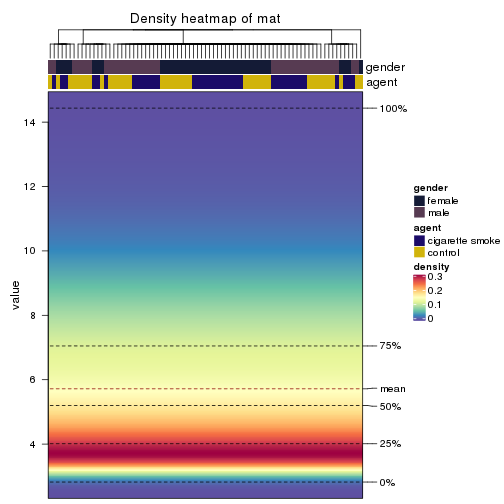 Density heatmap of mat
gender
agent
100%
14
12
10
8
6
4
value
75%
mean
50%
25%
0%
gender
female
male
agent
cigarette smoke
control
density
0.3
0.2
0.1
0